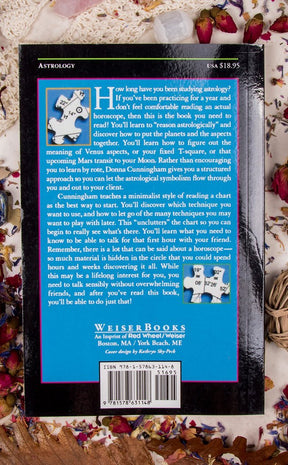 ASTROLOGY USA $18.95
How long have you been studying astrology?
If you've been practicing for a year and
don't feel comfortable reading an actual
horoscope, then this is the book you need to
read! You'll learn to "reason astrologically" and
discover how to put the planets and the aspects
together. You'll learn how to figure out the
meaning of Venus aspects, or your fixed T-square, or that
upcoming Mars transit to your Moon. Rather than encouraging
you to learn by rote, Donna Cunningham gives you a structured
approach so you can let the astrological symbolism flow through
you and out to your client.
Cunningham teaches a minimalist style of reading a chart
as the best way to start. You'll discover which technique you
want to use, and how to let go of the many techniques you may
want to play with later. This "unclutters" the chart so you can
begin to really see what's there. You'll learn what you need to
know to be able to talk for that first hour with your friend.
Remember, there is a lot that can be said about a horoscope—
so much material is hidden in the circle that you could spend
hours and weeks discovering it all. While
this may be a lifelong interest for you, you
need to talk sensibly without overwhelming
friends, and after you've read this book,
you'll be able to do just that!
WEISERBOOKS
An Imprint of Red Wheel/Weiser
BOSTON, MA / YORK BEACH, ME
Cover design by Kathryn Sky-Peck
ISBN 978-1-57863-114-8
51695
9 781578 631148